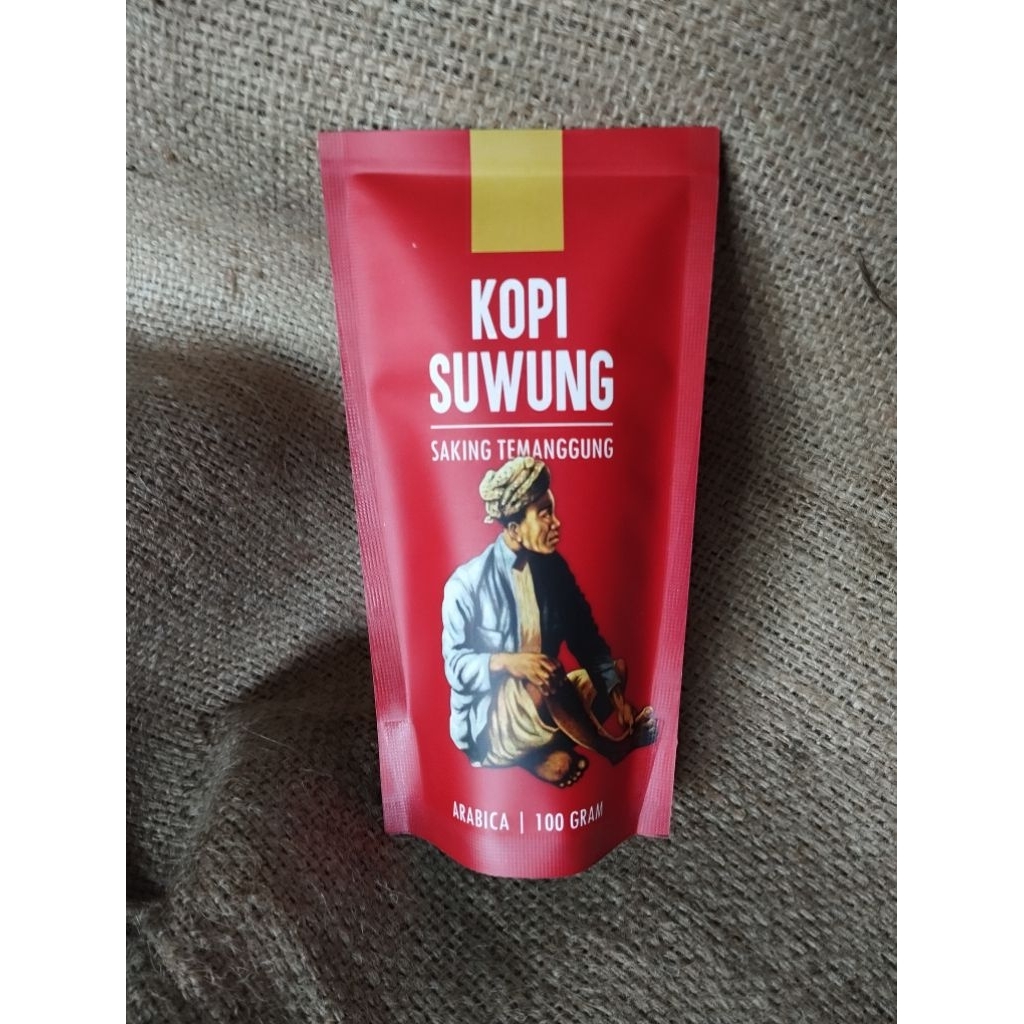 KOPI
SUWUNG
SAKING TEMANGGUNG
ARABICA | 100 GRAM